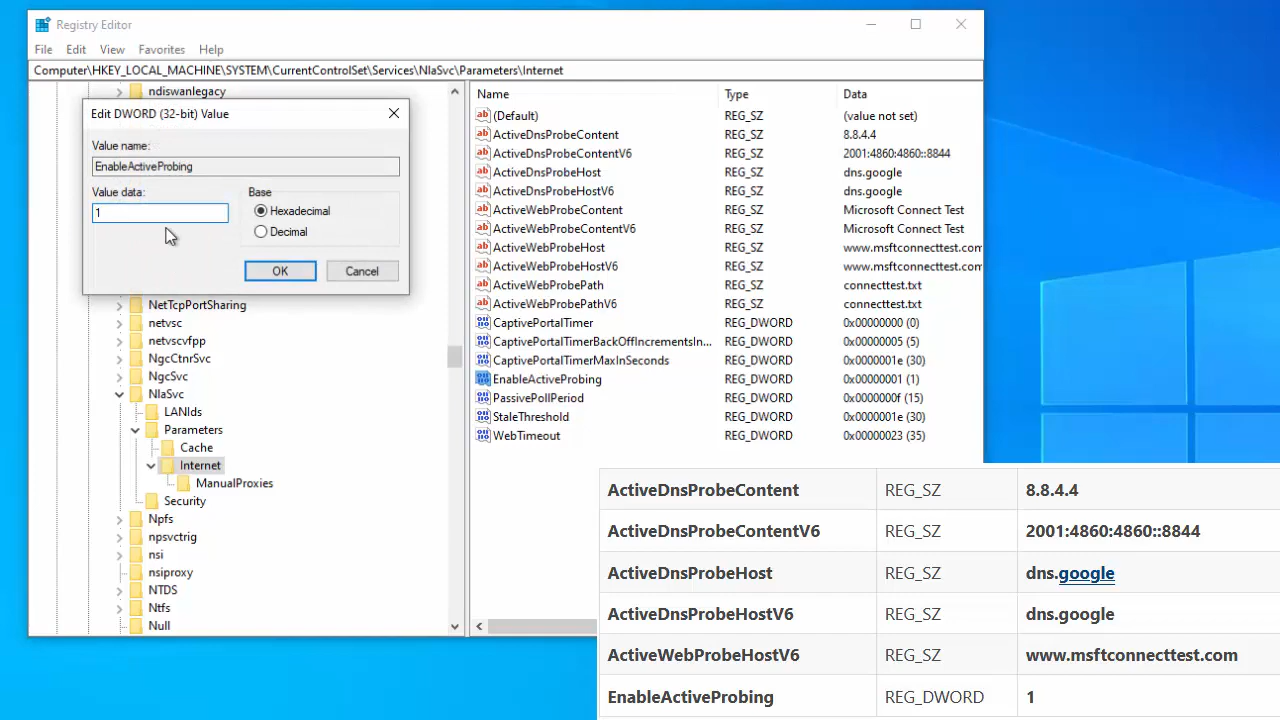 Registry Editor
File Edit View Favorites Help
Computer\HKEY_LOCAL_MACHINE\SYSTEM\CurrentControlSet\Services\NlaSvc\Parameters\Internet
ndiswanlegacy
Edit DWORD (32-bit) Value
Value name:
EnableActiveProbing
Value data:
1
Base
Hexadecimal
Decimal
OK Cancel
NetTcpPortSharing
netvsc
netvscvfpp
NgcCtnrSvc
NgcSvc
NlaSvc
LANIds
Parameters
Cache
Internet
ManualProxies
Security
Npfs
npsvctrig
nsi
nsiproxy
NTDS
Ntfs
Null
Name Type Data
(Default) REG_SZ (value not set)
ActiveDnsProbeContent REG_SZ 8.8.4.4
ActiveDnsProbeContentV6 REG_SZ 2001:4860:4860::8844
ActiveDnsProbeHost REG_SZ dns.google
ActiveDnsProbeHostV6 REG_SZ dns.google
ActiveWebProbeContent REG_SZ Microsoft Connect Test
ActiveWebProbeContentV6 REG_SZ Microsoft Connect Test
ActiveWebProbeHost REG_SZ www.msftconnecttest.com
ActiveWebProbeHostV6 REG_SZ www.msftconnecttest.com
ActiveWebProbePath REG_SZ connecttest.txt
ActiveWebProbePathV6 REG_SZ connecttest.txt
CaptivePortalTimer REG_DWORD 0x00000000 (0)
CaptivePortalTimerBackOffIncrementsIn... REG_DWORD 0x00000005 (5)
CaptivePortalTimerMaxInSeconds REG_DWORD 0x0000001e (30)
EnableActiveProbing REG_DWORD 0x00000001 (1)
PassivePollPeriod REG_DWORD 0x0000000f (15)
StaleThreshold REG_DWORD 0x0000001e (30)
WebTimeout REG_DWORD 0x00000023 (35)
ActiveDnsProbeContent REG_SZ 8.8.4.4
ActiveDnsProbeContentV6 REG_SZ 2001:4860:4860::8844
ActiveDnsProbeHost REG_SZ dns.google
ActiveDnsProbeHostV6 REG_SZ dns.google
ActiveWebProbeHostV6 REG_SZ www.msftconnecttest.com
EnableActiveProbing REG_DWORD 1